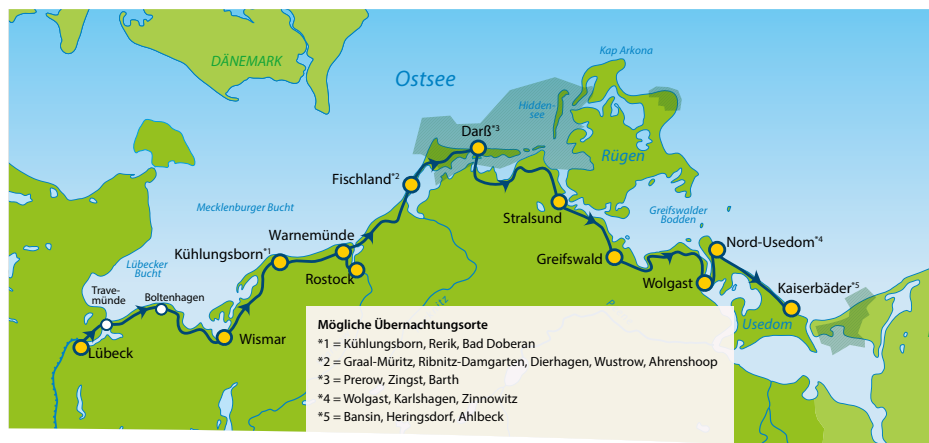 DÄNEMARK
Kap Arkona
Ostsee
Hidden-
see
Darß*3
Rügen
Fischland*2
Mecklenburger Bucht
Stralsund
Greifswalder
Bodden
Warnemünde
Nord-Usedom*4
Kühlungsborn*1
Greifswald
Lübecker
Bucht
Rostock
Wolgast
Trave-
münde
Boltenhagen
Kaiserbäder*5
Usedom
Wismar
Lübeck
Mögliche Übernachtungsorte
*1 = Kühlungsborn, Rerik, Bad Doberan
*2 = Graal-Müritz, Ribnitz-Damgarten, Dierhagen, Wustrow, Ahrenshoop
*3 = Prerow, Zingst, Barth
*4 = Wolgast, Karlshagen, Zinnowitz
*5 = Bansin, Heringsdorf, Ahlbeck